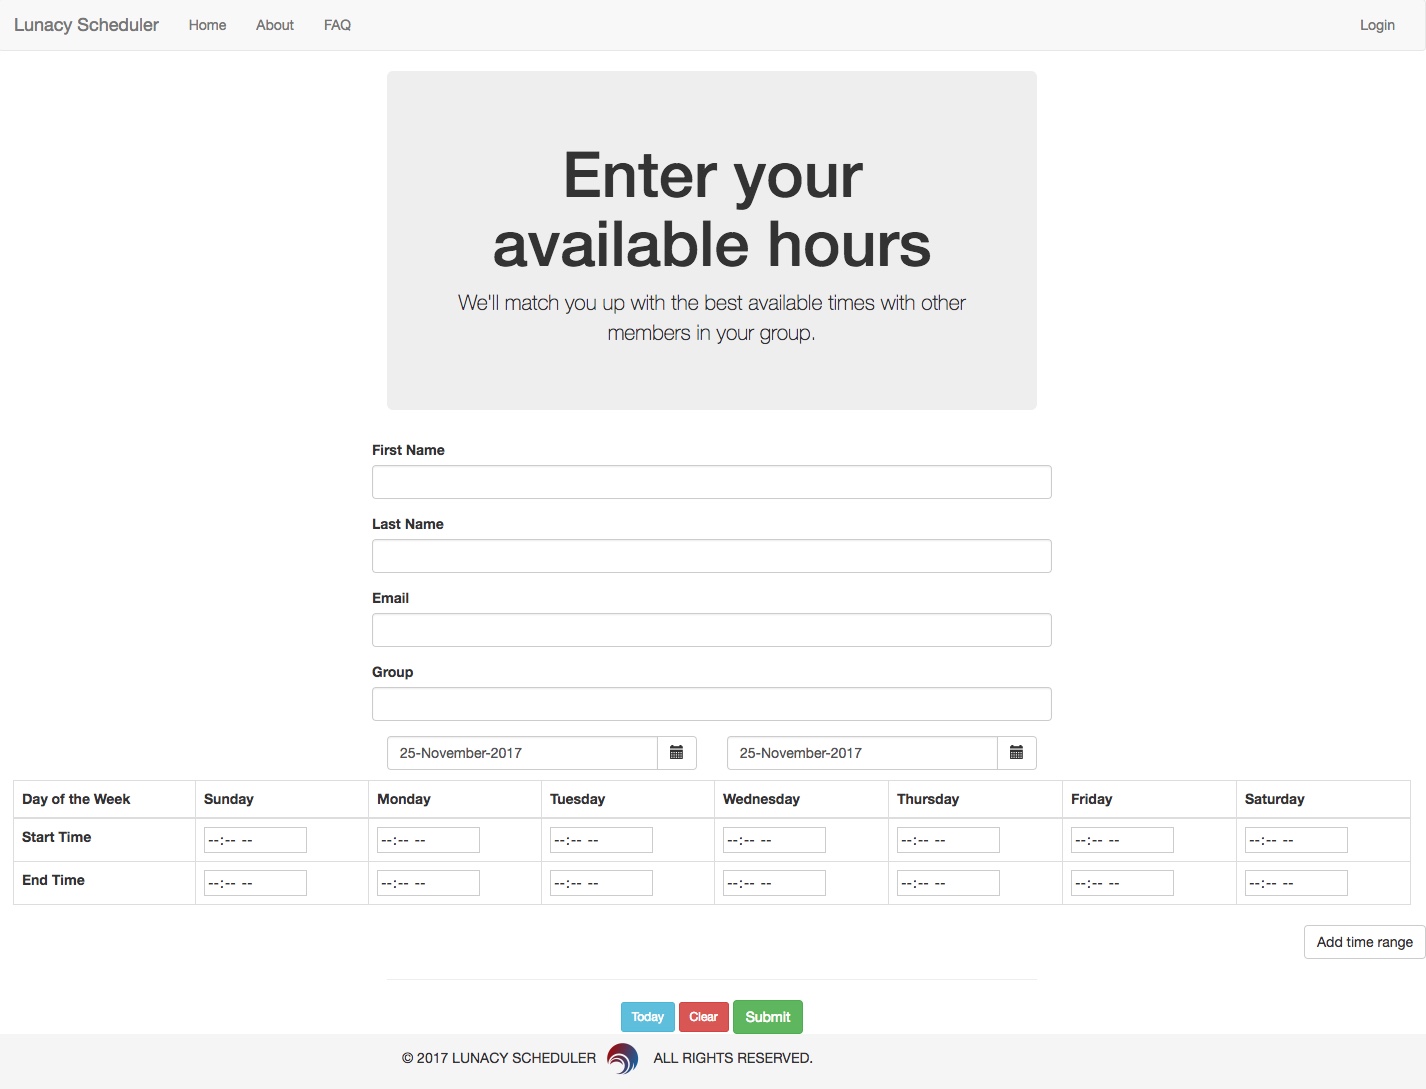 Lunacy Scheduler Home About FAQ Login
Enter your
available hours
We'll match you up with the best available times with other
members in your group.
First Name
Last Name
Email
Group
25-November-2017 25-November-2017
Day of the Week Sunday Monday Tuesday Wednesday Thursday Friday Saturday
Start Time --:-- -- --:-- -- --:-- -- --:-- -- --:-- -- --:-- -- --:-- --
End Time --:-- -- --:-- -- --:-- -- --:-- -- --:-- -- --:-- -- --:-- --
Add time range
Today Clear Submit
© 2017 LUNACY SCHEDULER ALL RIGHTS RESERVED.